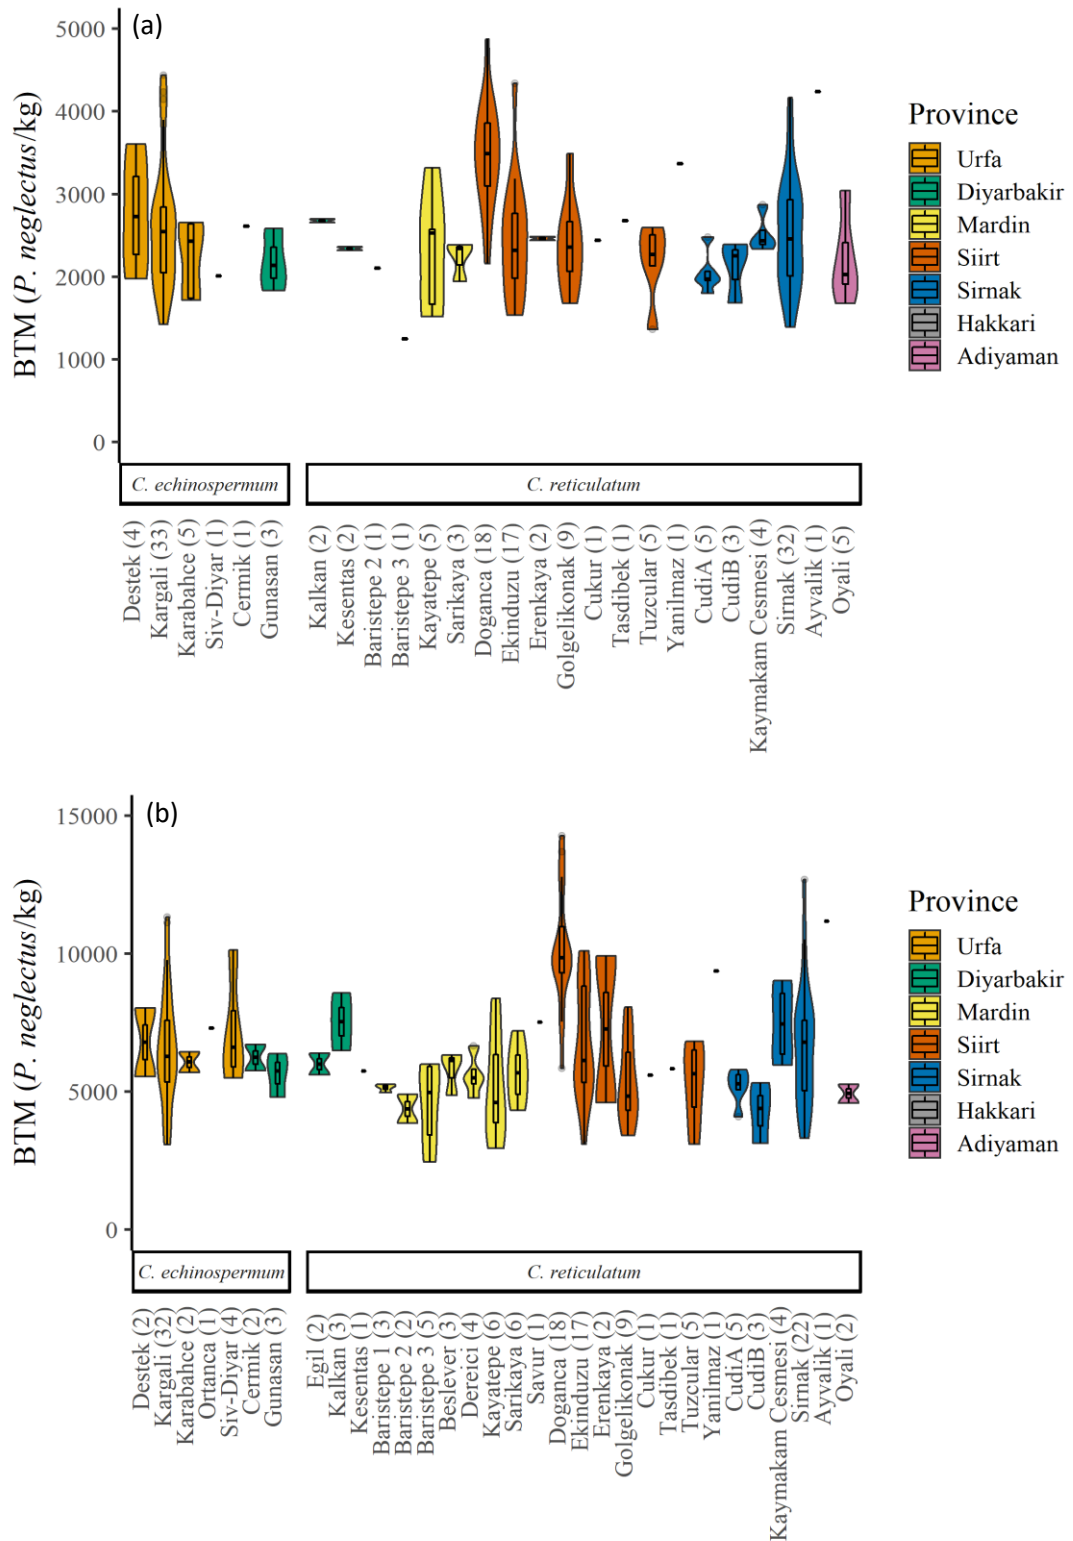 (a)
BTM (P. neglectus/kg)
5000
4000
3000
2000
1000
0
C. echinospermum
C. reticulatum
Destek (4)
Kargali (33)
Karabahce (5)
Siv-Diyar (1)
Cermik (1)
Gunasan (3)
Kalkan (2)
Kesentas (2)
Baristepe 2 (1)
Baristepe 3 (1)
Kayatepe (5)
Sarikaya (3)
Doganca (18)
Ekinduzu (17)
Erenkaya (2)
Golgelikonak (9)
Cukur (1)
Tasdibek (1)
Tuzcular (5)
Yanilmaz (1)
CudiA (5)
CudiB (3)
Kaymakam Cesmesi (4)
Sirnak (32)
Ayvalik (1)
Oyali (5)
Province
Urfa
Diyarbakir
Mardin
Siirt
Sirnak
Hakkari
Adiyaman
(b)
BTM (P. neglectus/kg)
15000
10000
5000
0
C. echinospermum
C. reticulatum
Destek (2)
Kargali (32)
Karabahce (2)
Ortanca (1)
Siv-Diyar (4)
Cermik (2)
Gunasan (3)
Egil (2)
Kalkan (3)
Kesentas (1)
Baristepe 1 (3)
Baristepe 2 (2)
Baristepe 3 (5)
Beslever (3)
Dereici (4)
Kayatepe (6)
Sarikaya (6)
Savur (1)
Doganca (18)
Ekinduzu (17)
Erenkaya (2)
Golgelikonak (9)
Cukur (1)
Tasdibek (1)
Tuzcular (5)
Yanilmaz (1)
CudiA (5)
CudiB (3)
Kaymakam Cesmesi (4)
Sirnak (22)
Ayvalik (1)
Oyali (2)
Province
Urfa
Diyarbakir
Mardin
Siirt
Sirnak
Hakkari
Adiyaman